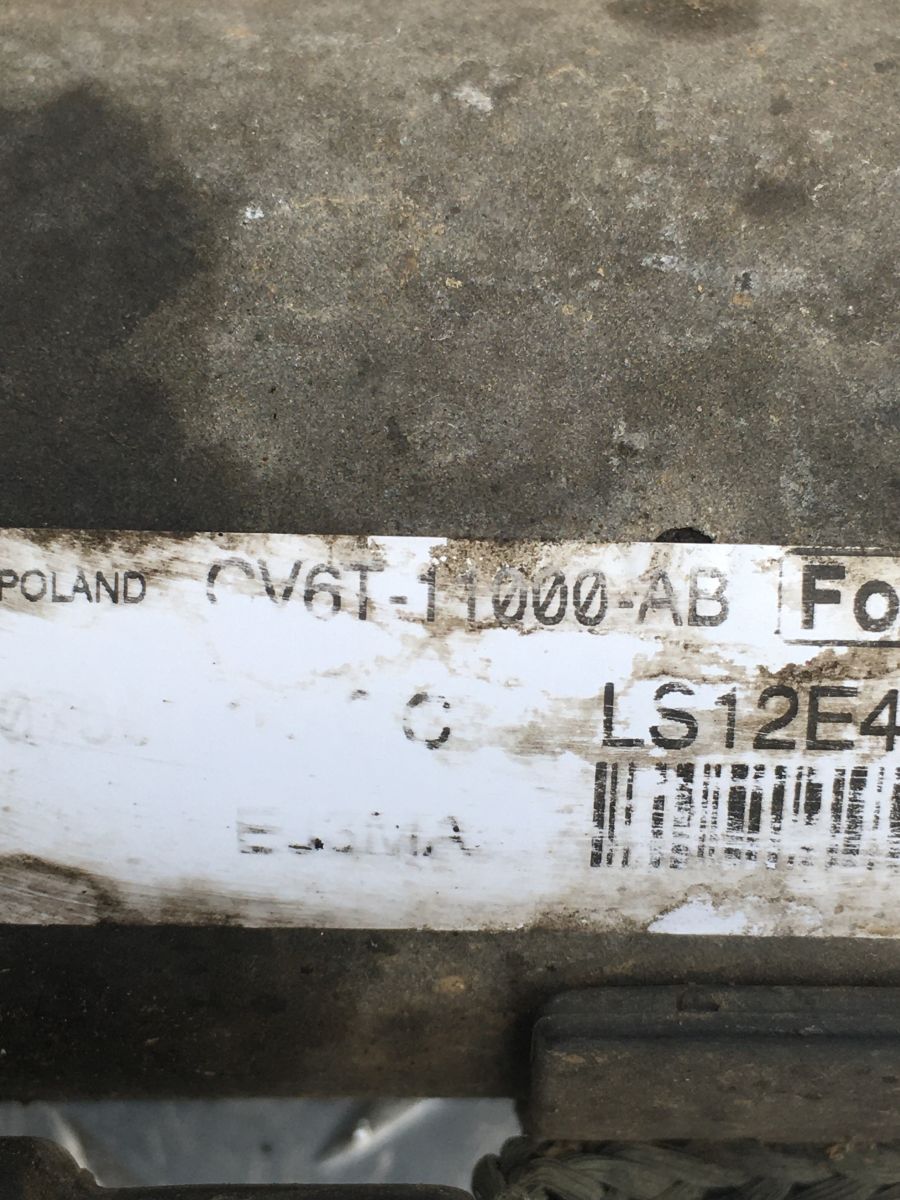 POLAND CV6T-11000-AB Fo
C LS12E4